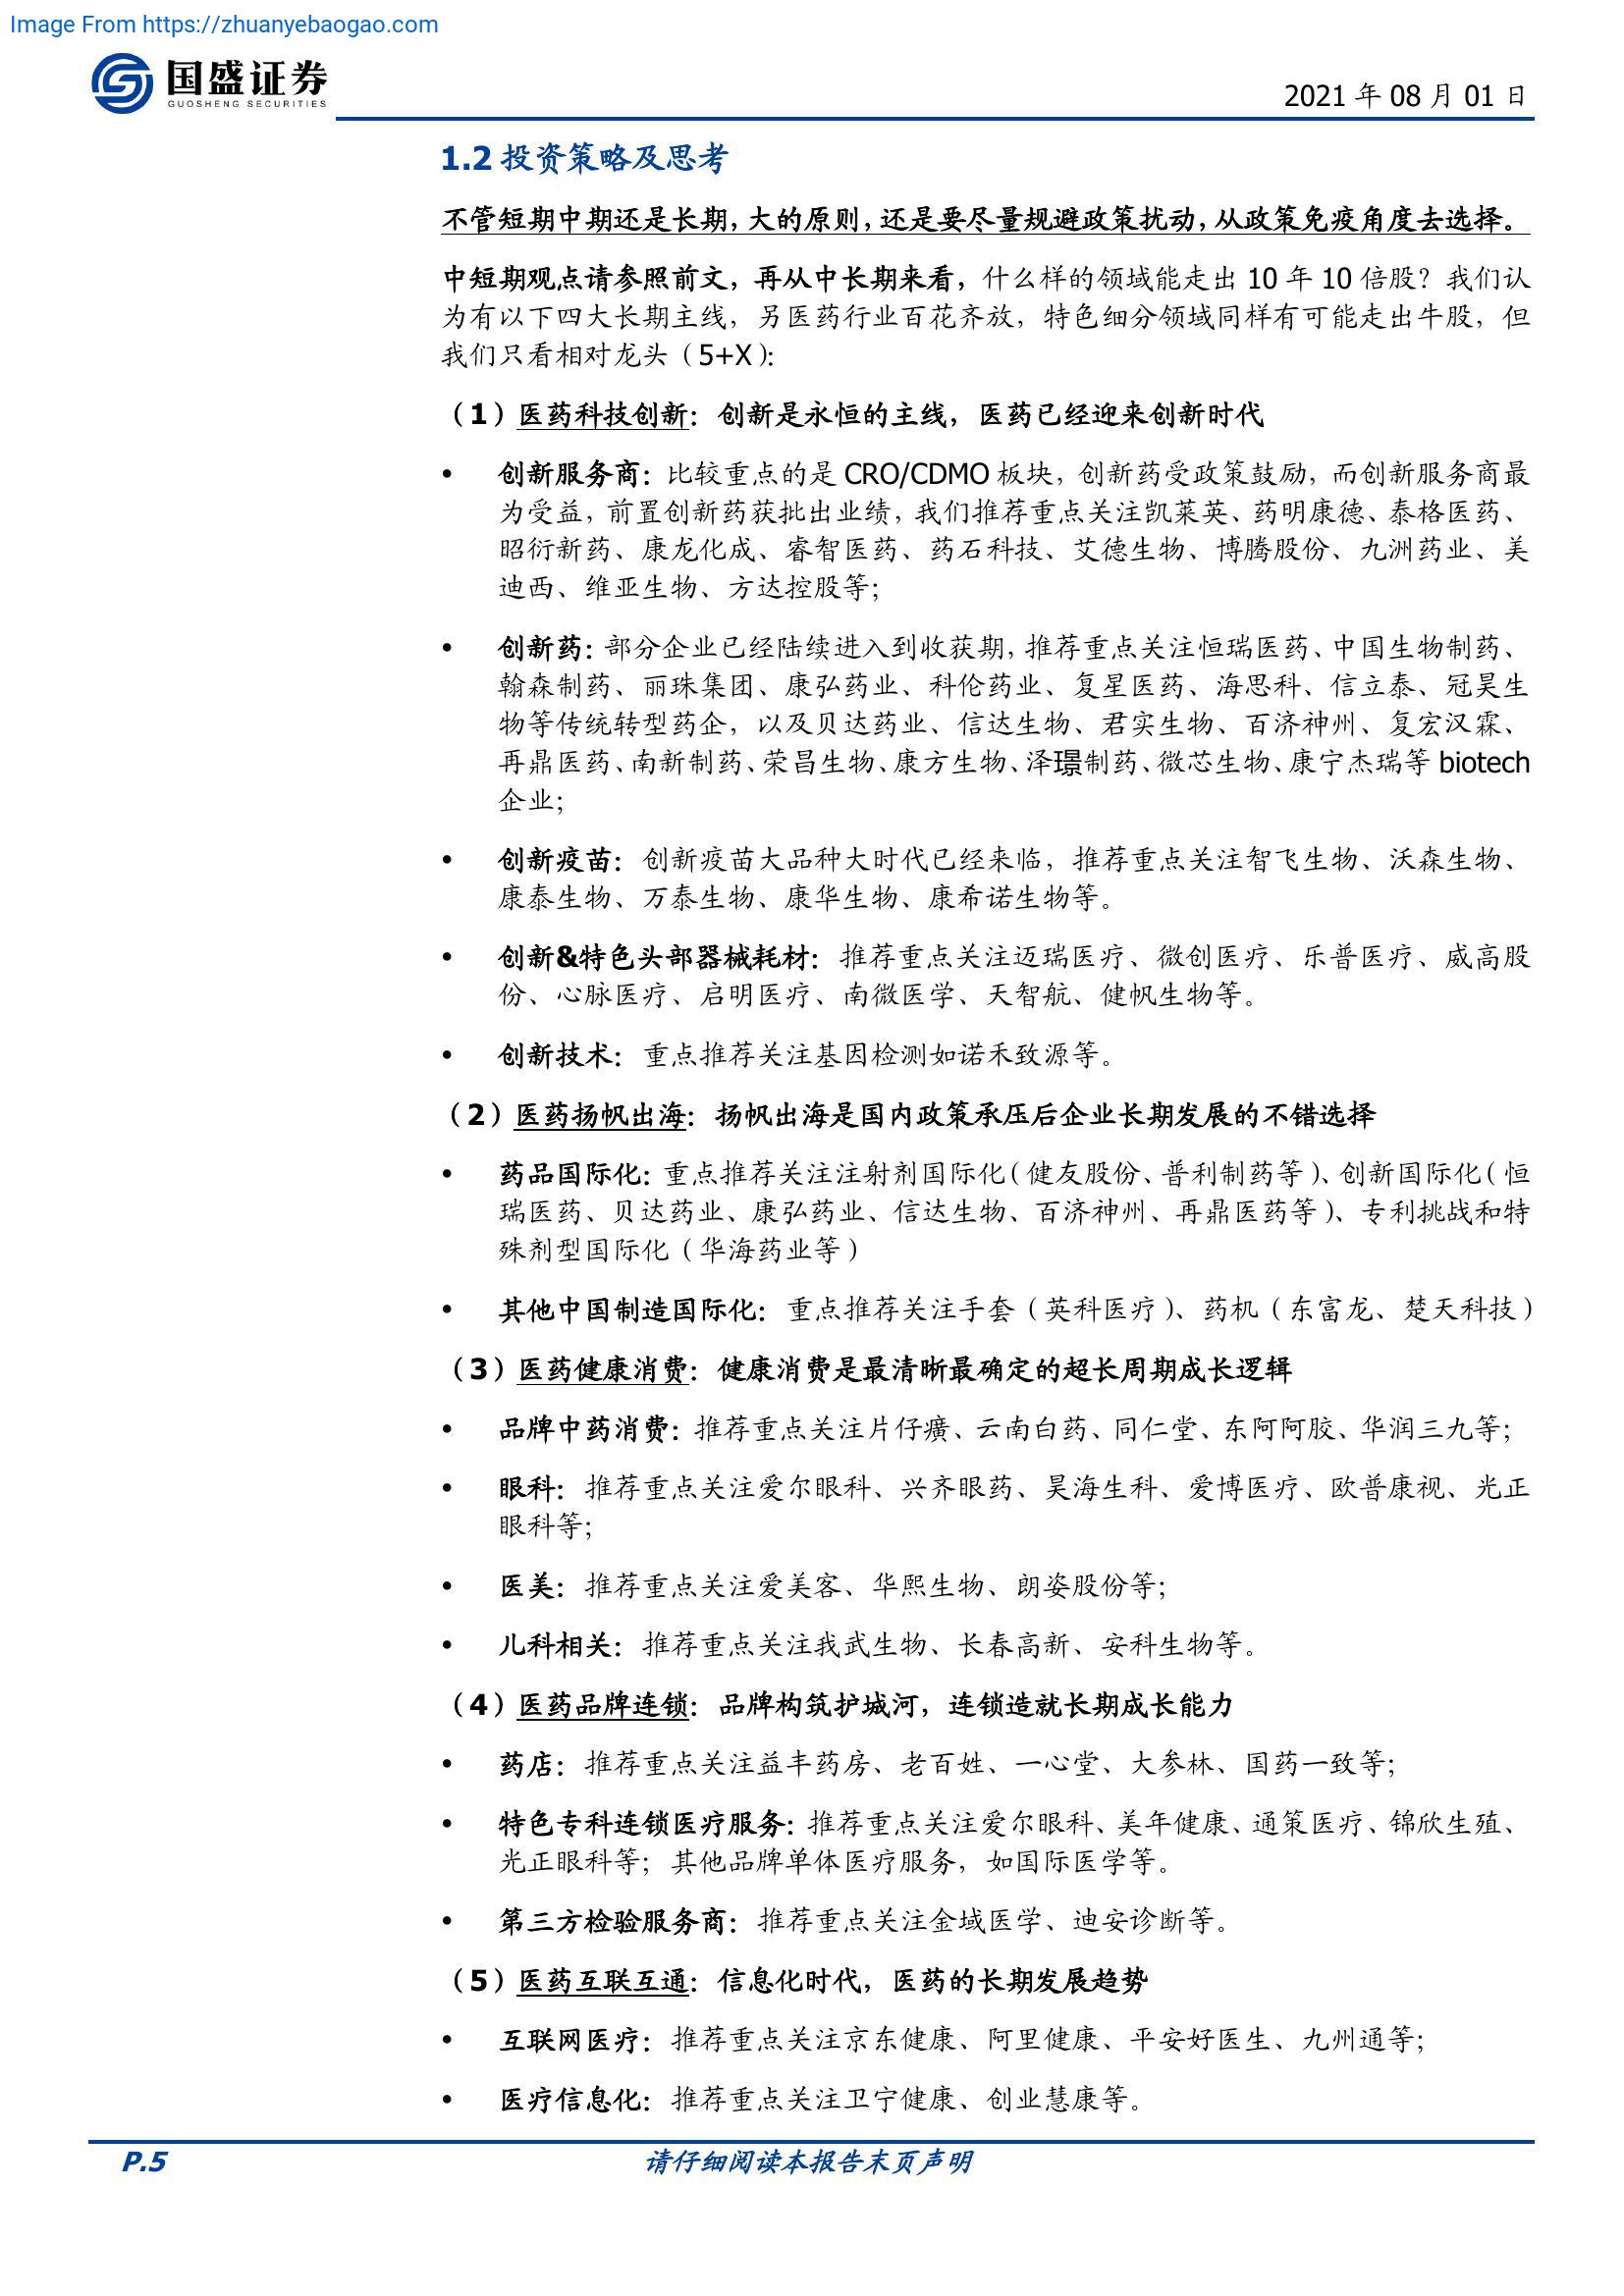 Image From https://zhuanyebaogao.com
国盛证券
GUOSHENG SECURITIES
2021 年 08 月 01 日
1.2 投资策略及思考
不管短期中期还是长期，大的原则，还是要尽量规避政策扰动，从政策免疫角度去选择。
中短期观点请参照前文，再从中长期来看，什么样的领域能走出 10 年 10 倍股？我们认
为有以下四大长期主线，另医药行业百花齐放，特色细分领域同样有可能走出牛股，但
我们只看相对龙头（5+X）：
（1）医药科技创新：创新是永恒的主线，医药已经迎来创新时代
• 创新服务商：比较重点的是 CRO/CDMO 板块，创新药受政策鼓励，而创新服务商最
为受益，前置创新药获批出业绩，我们推荐重点关注凯莱英、药明康德、泰格医药、
昭衍新药、康龙化成、睿智医药、药石科技、艾德生物、博腾股份、九洲药业、美
迪西、维亚生物、方达控股等；
• 创新药：部分企业已经陆续进入到收获期，推荐重点关注恒瑞医药、中国生物制药、
翰森制药、丽珠集团、康弘药业、科伦药业、复星医药、海思科、信立泰、冠昊生
物等传统转型药企，以及贝达药业、信达生物、君实生物、百济神州、复宏汉霖、
再鼎医药、南新制药、荣昌生物、康方生物、泽璟制药、微芯生物、康宁杰瑞等 biotech
企业；
• 创新疫苗：创新疫苗大品种大时代已经来临，推荐重点关注智飞生物、沃森生物、
康泰生物、万泰生物、康华生物、康希诺生物等。
• 创新&特色头部器械耗材：推荐重点关注迈瑞医疗、微创医疗、乐普医疗、威高股
份、心脉医疗、启明医疗、南微医学、天智航、健帆生物等。
• 创新技术：重点推荐关注基因检测如诺禾致源等。
（2）医药扬帆出海：扬帆出海是国内政策承压后企业长期发展的不错选择
• 药品国际化：重点推荐关注注射剂国际化（健友股份、普利制药等）、创新国际化（恒
瑞医药、贝达药业、康弘药业、信达生物、百济神州、再鼎医药等）、专利挑战和特
殊剂型国际化（华海药业等）
• 其他中国制造国际化：重点推荐关注手套（英科医疗）、药机（东富龙、楚天科技）
（3）医药健康消费：健康消费是最清晰最确定的超长周期成长逻辑
• 品牌中药消费：推荐重点关注片仔癀、云南白药、同仁堂、东阿阿胶、华润三九等；
• 眼科：推荐重点关注爱尔眼科、兴齐眼药、昊海生科、爱博医疗、欧普康视、光正
眼科等；
• 医美：推荐重点关注爱美客、华熙生物、朗姿股份等；
• 儿科相关：推荐重点关注我武生物、长春高新、安科生物等。
（4）医药品牌连锁：品牌构筑护城河，连锁造就长期成长能力
• 药店：推荐重点关注益丰药房、老百姓、一心堂、大参林、国药一致等；
• 特色专科连锁医疗服务：推荐重点关注爱尔眼科、美年健康、通策医疗、锦欣生殖、
光正眼科等；其他品牌单体医疗服务，如国际医学等。
• 第三方检验服务商：推荐重点关注金域医学、迪安诊断等。
（5）医药互联互通：信息化时代，医药的长期发展趋势
• 互联网医疗：推荐重点关注京东健康、阿里健康、平安好医生、九州通等；
• 医疗信息化：推荐重点关注卫宁健康、创业慧康等。
P.5
请仔细阅读本报告末页声明